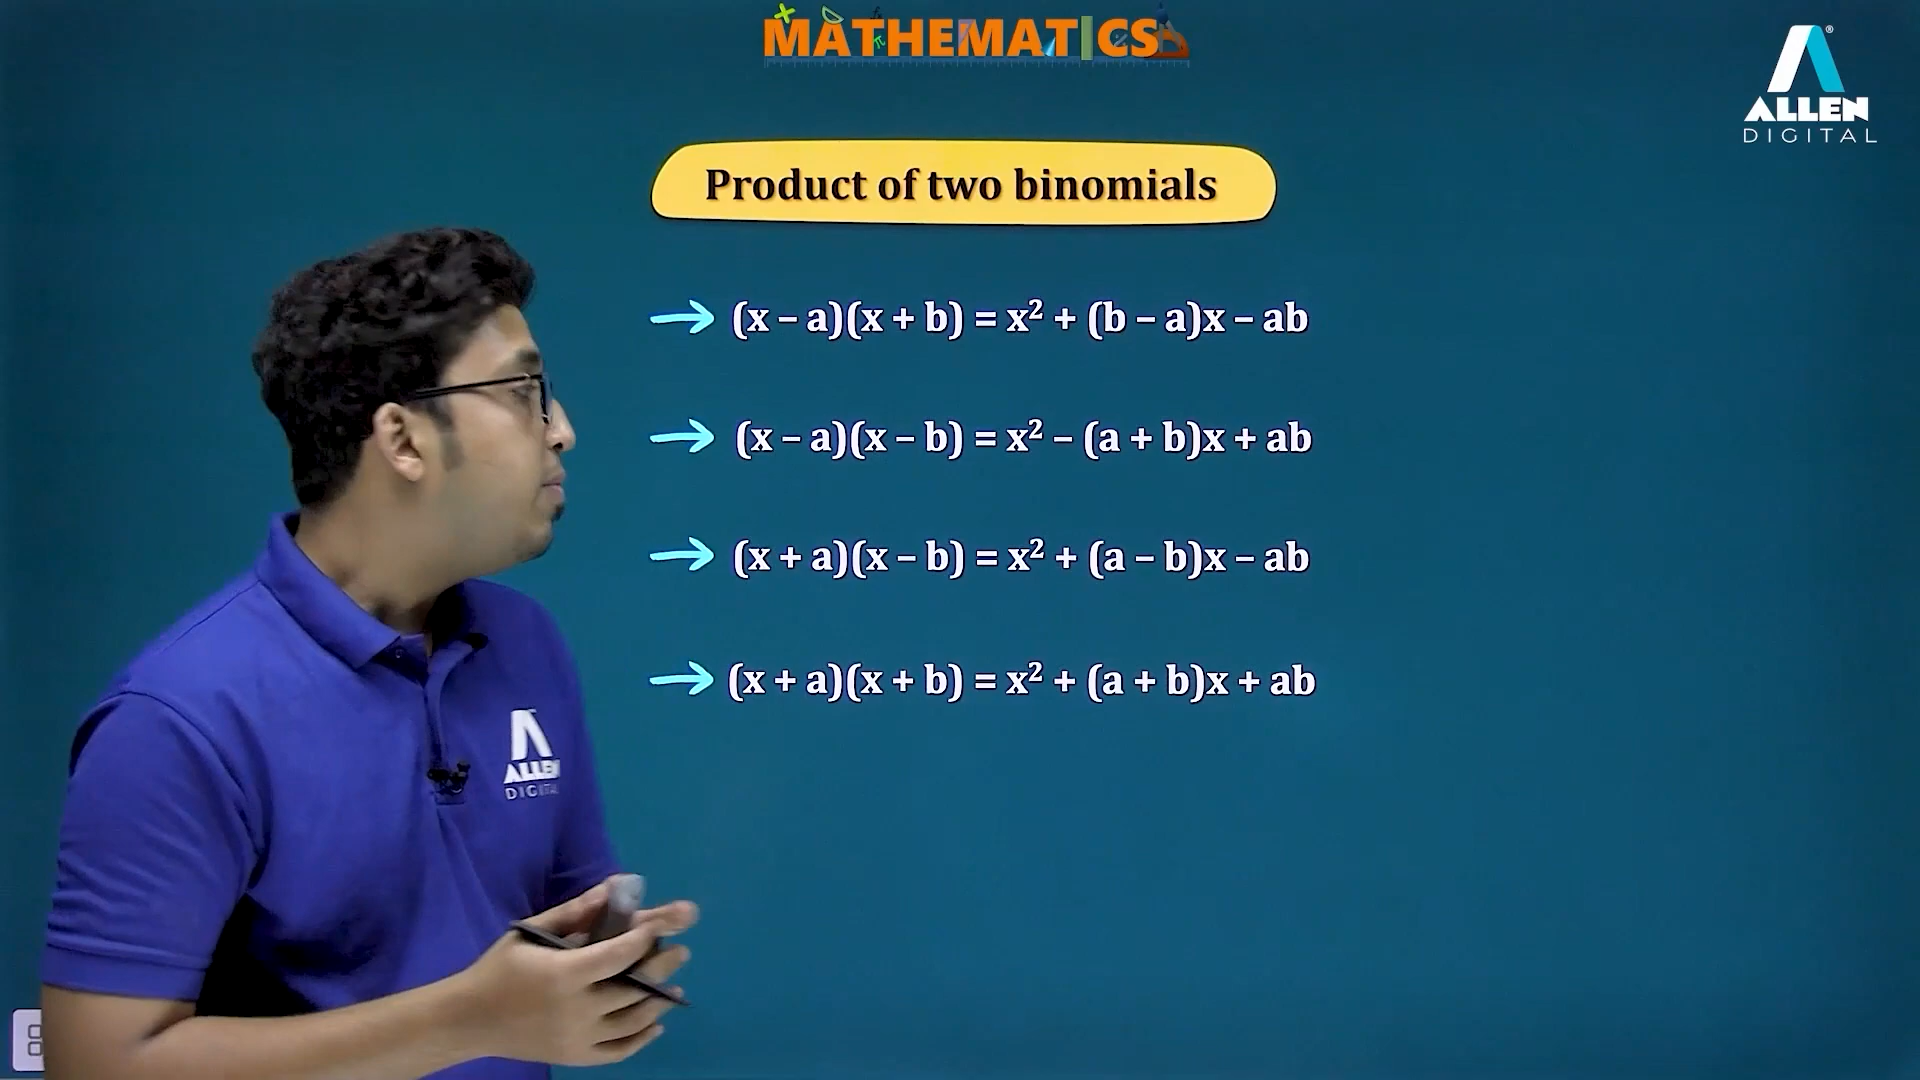 MATHEMATICS
ALLEN
DIGITAL
Product of two binomials
(x – a)(x + b) = x² + (b – a)x – ab
(x – a)(x – b) = x² – (a + b)x + ab
(x + a)(x – b) = x² + (a – b)x – ab
(x + a)(x + b) = x² + (a + b)x + ab
ALLEN
DIGITAL